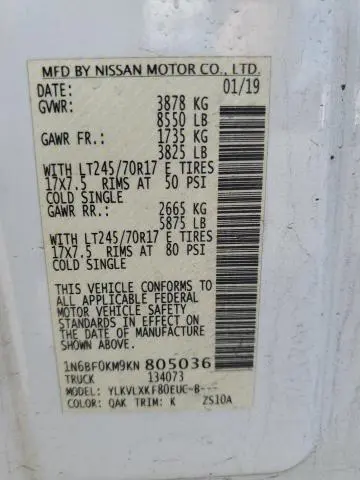 MFD BY NISSAN MOTOR CO., LTD.
DATE: 01/19
GVWR: 3878 KG
8550 LB
GAWR FR.: 1735 KG
3825 LB
WITH LT245/70R17 E TIRES
17X7.5 RIMS AT 50 PSI
COLD SINGLE
GAWR RR.: 2665 KG
5875 LB
WITH LT245/70R17 E TIRES
17X7.5 RIMS AT 80 PSI
COLD SINGLE
THIS VEHICLE CONFORMS TO
ALL APPLICABLE FEDERAL
MOTOR VEHICLE SAFETY
STANDARDS IN EFFECT ON
THE DATE OF MANUFACTURE
SHOWN ABOVE.
1N6BF0KM9KN 805036
TRUCK 134073
MODEL: YLKVLXKF80EUC-B---
COLOR: QAK TRIM: K ZS10A